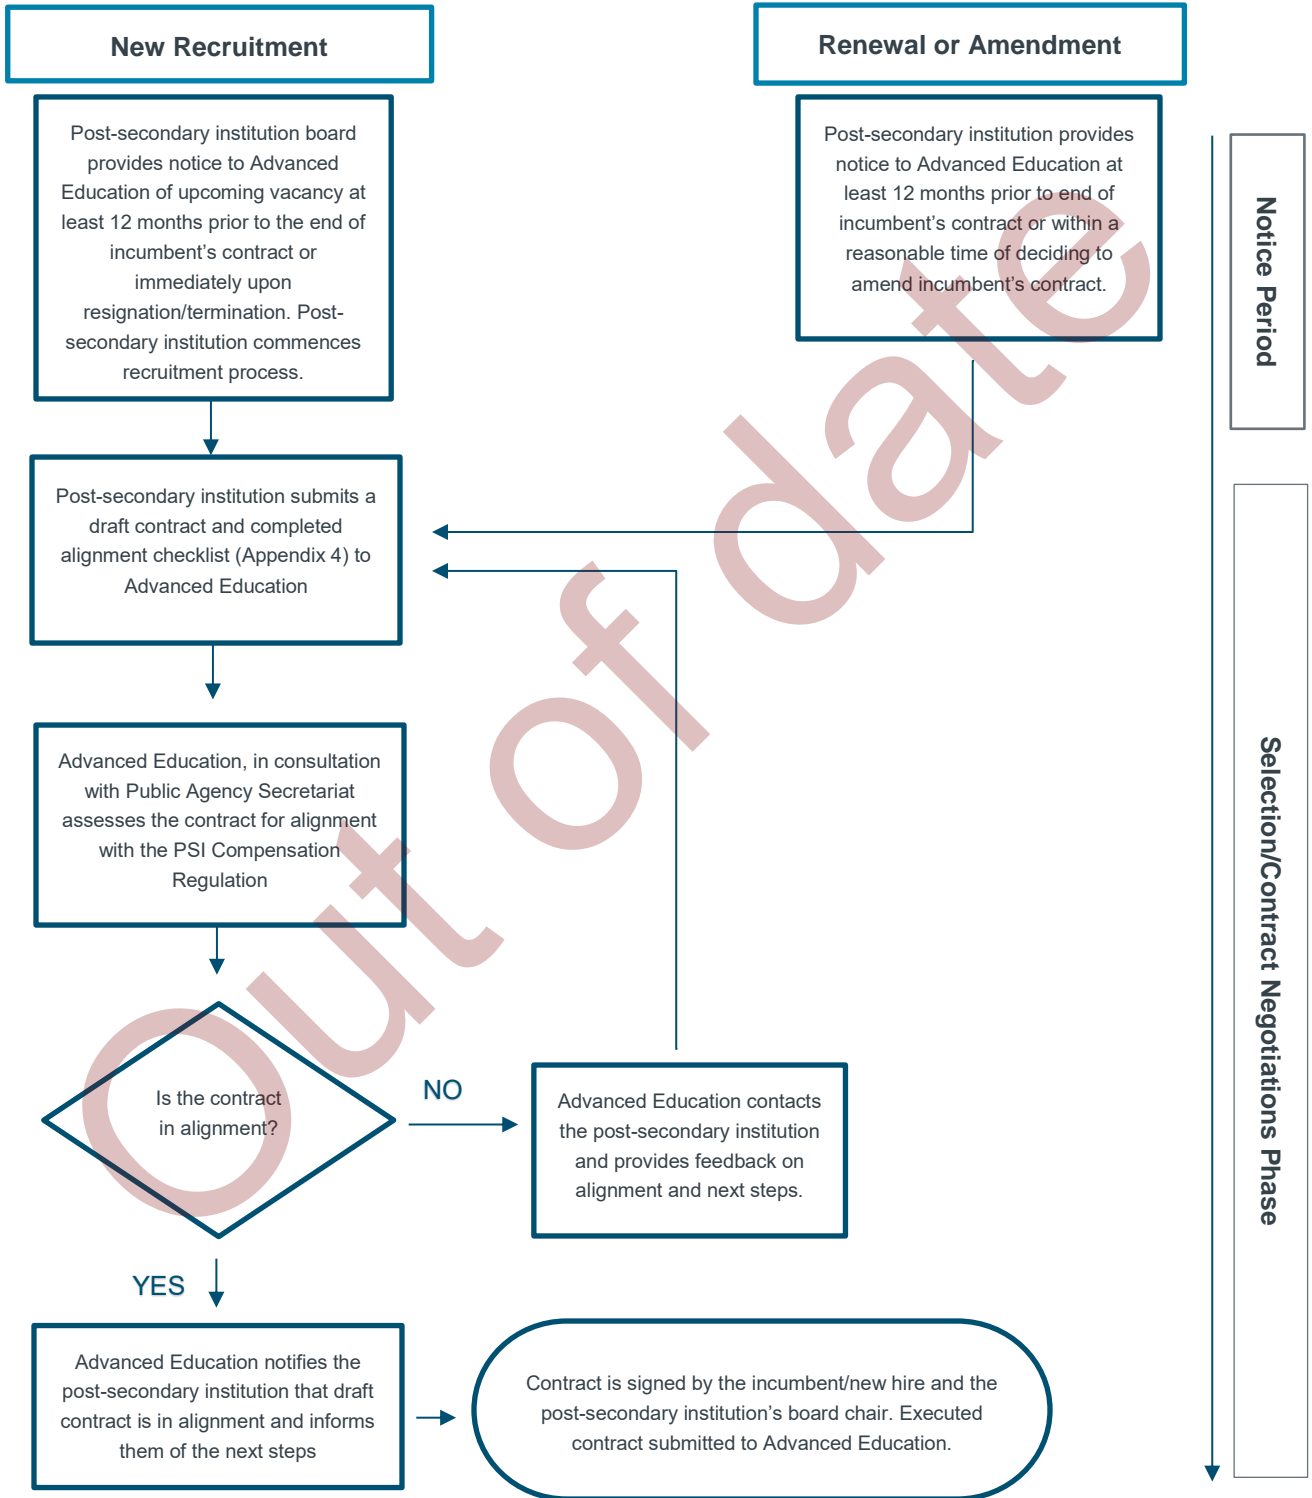 New Recruitment
Renewal or Amendment
Post-secondary institution board
provides notice to Advanced
Education of upcoming vacancy at
least 12 months prior to the end of
incumbent's contract or
immediately upon
resignation/termination. Post-
secondary institution commences
recruitment process.
Post-secondary institution provides
notice to Advanced Education at
least 12 months prior to end of
incumbent's contract or within a
reasonable time of deciding to
amend incumbent's contract.
Notice Period
Post-secondary institution submits a
draft contract and completed
alignment checklist (Appendix 4) to
Advanced Education
Advanced Education, in consultation
with Public Agency Secretariat
assesses the contract for alignment
with the PSI Compensation
Regulation
Selection/Contract Negotiations Phase
Is the contract
in alignment?
NO
Advanced Education contacts
the post-secondary institution
and provides feedback on
alignment and next steps.
YES
Advanced Education notifies the
post-secondary institution that draft
contract is in alignment and informs
them of the next steps
Contract is signed by the incumbent/new hire and the
post-secondary institution's board chair. Executed
contract submitted to Advanced Education.
Out of date